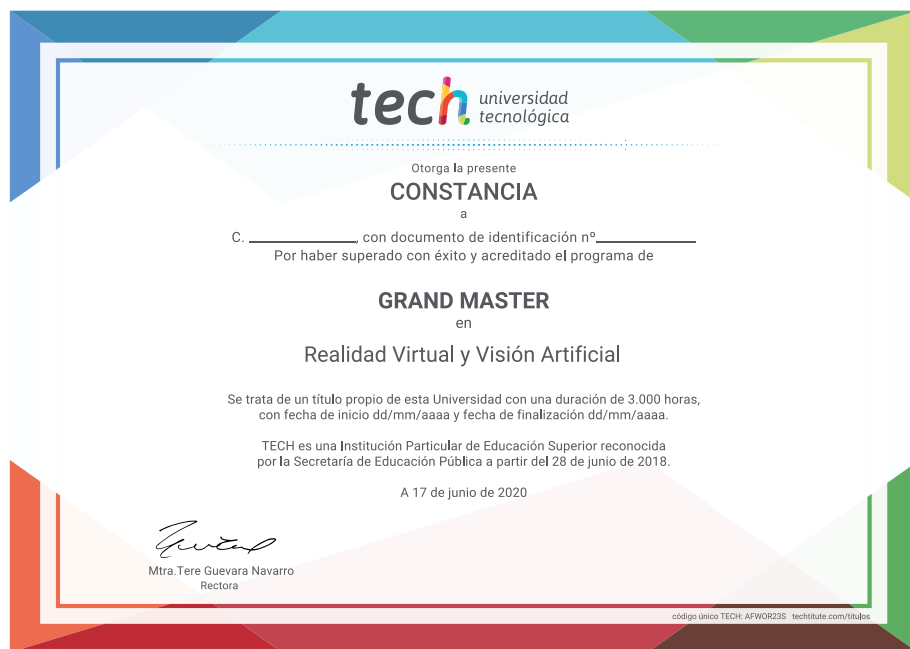 tech universidad
tecnológica
Otorga la presente
CONSTANCIA
a
C. ______________, con documento de identificación nº______________
Por haber superado con éxito y acreditado el programa de
GRAND MASTER
en
Realidad Virtual y Visión Artificial
Se trata de un título propio de esta Universidad con una duración de 3.000 horas,
con fecha de inicio dd/mm/aaaa y fecha de finalización dd/mm/aaaa.
TECH es una Institución Particular de Educación Superior reconocida
por la Secretaría de Educación Pública a partir del 28 de junio de 2018.
A 17 de junio de 2020
Mtra.Tere Guevara Navarro
Rectora
código único TECH: AFWOR23S techtitute.com/titulos